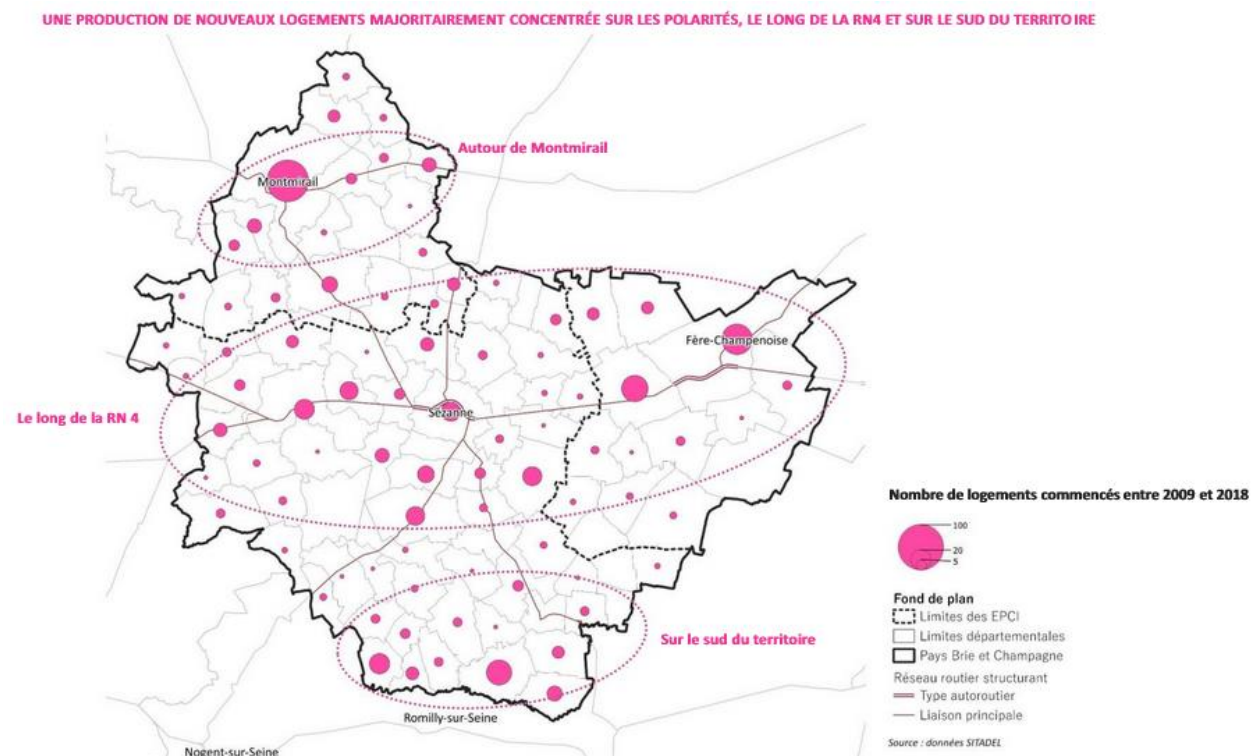 UNE PRODUCTION DE NOUVEAUX LOGEMENTS MAJORITAIREMENT CONCENTRÉE SUR LES POLARITÉS, LE LONG DE LA RN4 ET SUR LE SUD DU TERRITOIRE
Autour de Montmirail
Montmirail
Fère-Champenoise
Le long de la RN 4
Sézanne
Sur le sud du territoire
Romilly-sur-Seine
Nogent-sur-Seine
Nombre de logements commencés entre 2009 et 2018
100
20
5
Fond de plan
Limites des EPCI
Limites départementales
Pays Brie et Champagne
Réseau routier structurant
Type autoroutier
Liaison principale
Source : données SITADEL